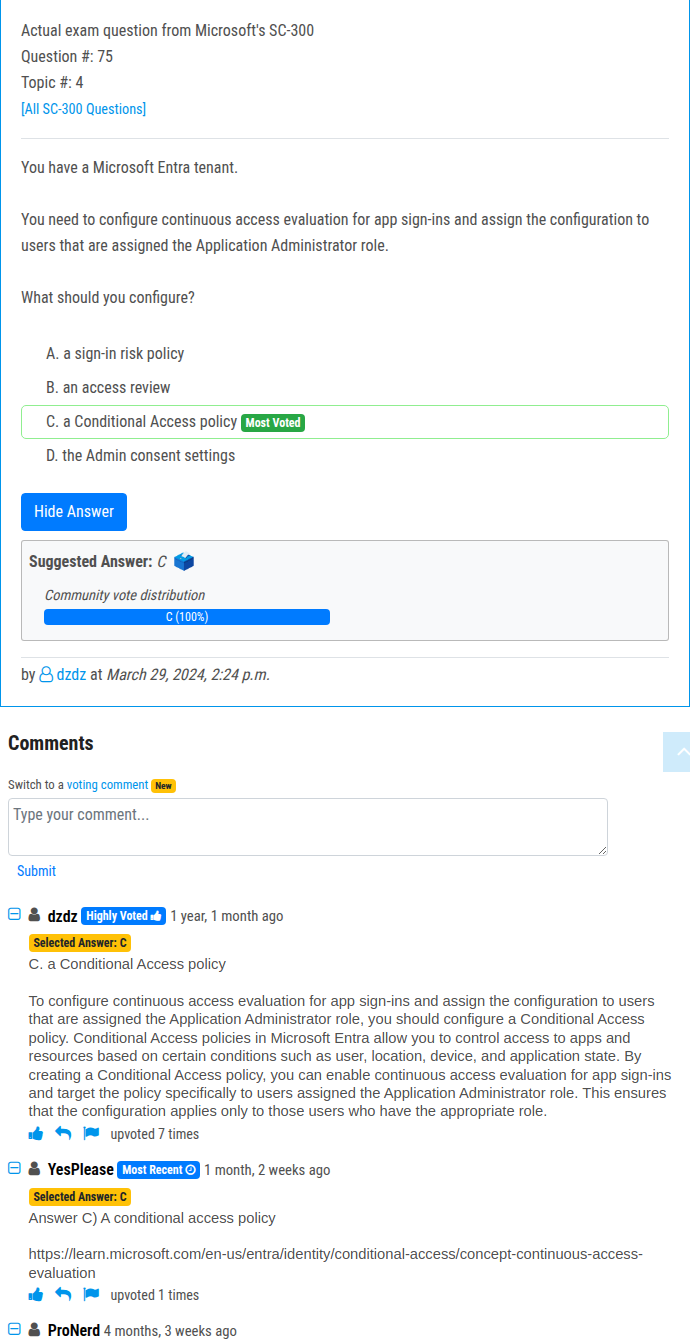 Actual exam question from Microsoft's SC-300
Question #: 75
Topic #: 4
[All SC-300 Questions]
You have a Microsoft Entra tenant.
You need to configure continuous access evaluation for app sign-ins and assign the configuration to
users that are assigned the Application Administrator role.
What should you configure?
A. a sign-in risk policy
B. an access review
C. a Conditional Access policy Most Voted
D. the Admin consent settings
Hide Answer
Suggested Answer: C
Community vote distribution
C (100%)
by dzdz at March 29, 2024, 2:24 p.m.
Comments
Switch to a voting comment New
Type your comment...
Submit
dzdz Highly Voted 1 year, 1 month ago
Selected Answer: C
C. a Conditional Access policy
To configure continuous access evaluation for app sign-ins and assign the configuration to users
that are assigned the Application Administrator role, you should configure a Conditional Access
policy. Conditional Access policies in Microsoft Entra allow you to control access to apps and
resources based on certain conditions such as user, location, device, and application state. By
creating a Conditional Access policy, you can enable continuous access evaluation for app sign-ins
and target the policy specifically to users assigned the Application Administrator role. This ensures
that the configuration applies only to those users who have the appropriate role.
upvoted 7 times
YesPlease Most Recent 1 month, 2 weeks ago
Selected Answer: C
Answer C) A conditional access policy
https://learn.microsoft.com/en-us/entra/identity/conditional-access/concept-continuous-access-
evaluation
upvoted 1 times
ProNerd 4 months, 3 weeks ago